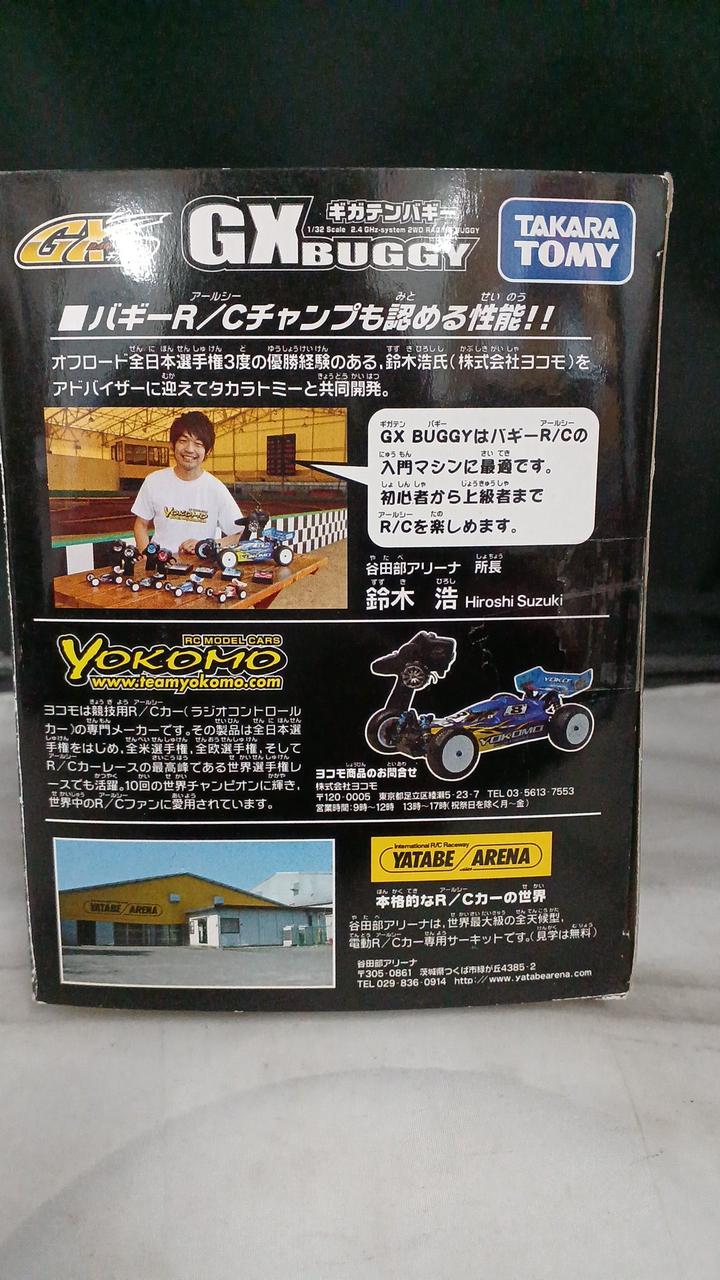 GX
GX BUGGY
ギガテンバギー
1/32 Scale 2.4 GHz-system 2WD RACING BUGGY
TAKARA TOMY
■バギーR/Cチャンプも認める性能!!
オフロード全日本選手権3度の優勝経験のある、鈴木浩氏(株式会社ヨコモ)を
アドバイザーに迎えてタカラトミーと共同開発。
GX BUGGYはバギーR/Cの
入門マシンに最適です。
初心者から上級者まで
R/Cを楽しめます。
谷田部アリーナ 所長
鈴木 浩 Hiroshi Suzuki
YOKOMO
RC MODEL CARS
YOKOMO
www.teamyokomo.com
ヨコモは競技用R/Cカー(ラジオコントロール
カー)の専門メーカーです。その製品は全日本選
手権をはじめ、全米選手権、全欧選手権、そして
R/Cカーレースの最高峰である世界選手権レ
ースでも活躍。10回の世界チャンピオンに輝き、
世界中のR/Cファンに愛用されています。
YOKOMO
ヨコモ商品のお問合せ
株式会社ヨコモ
〒120-0005 東京都足立区綾瀬5-23-7 TEL 03-5613-7553
営業時間:9時〜12時 13時〜17時(祝祭日を除く月〜金)
YATABE / ARENA
International R/C Raceway
YATABE / ARENA
本格的なR/Cカーの世界
谷田部アリーナは、世界最大級の全天候型、
電動R/Cカー専用サーキットです。(見学は無料)
谷田部アリーナ
〒305-0861 茨城県つくば市緑が丘4385-2
TEL 029-836-0914 http://www.yatabearena.com